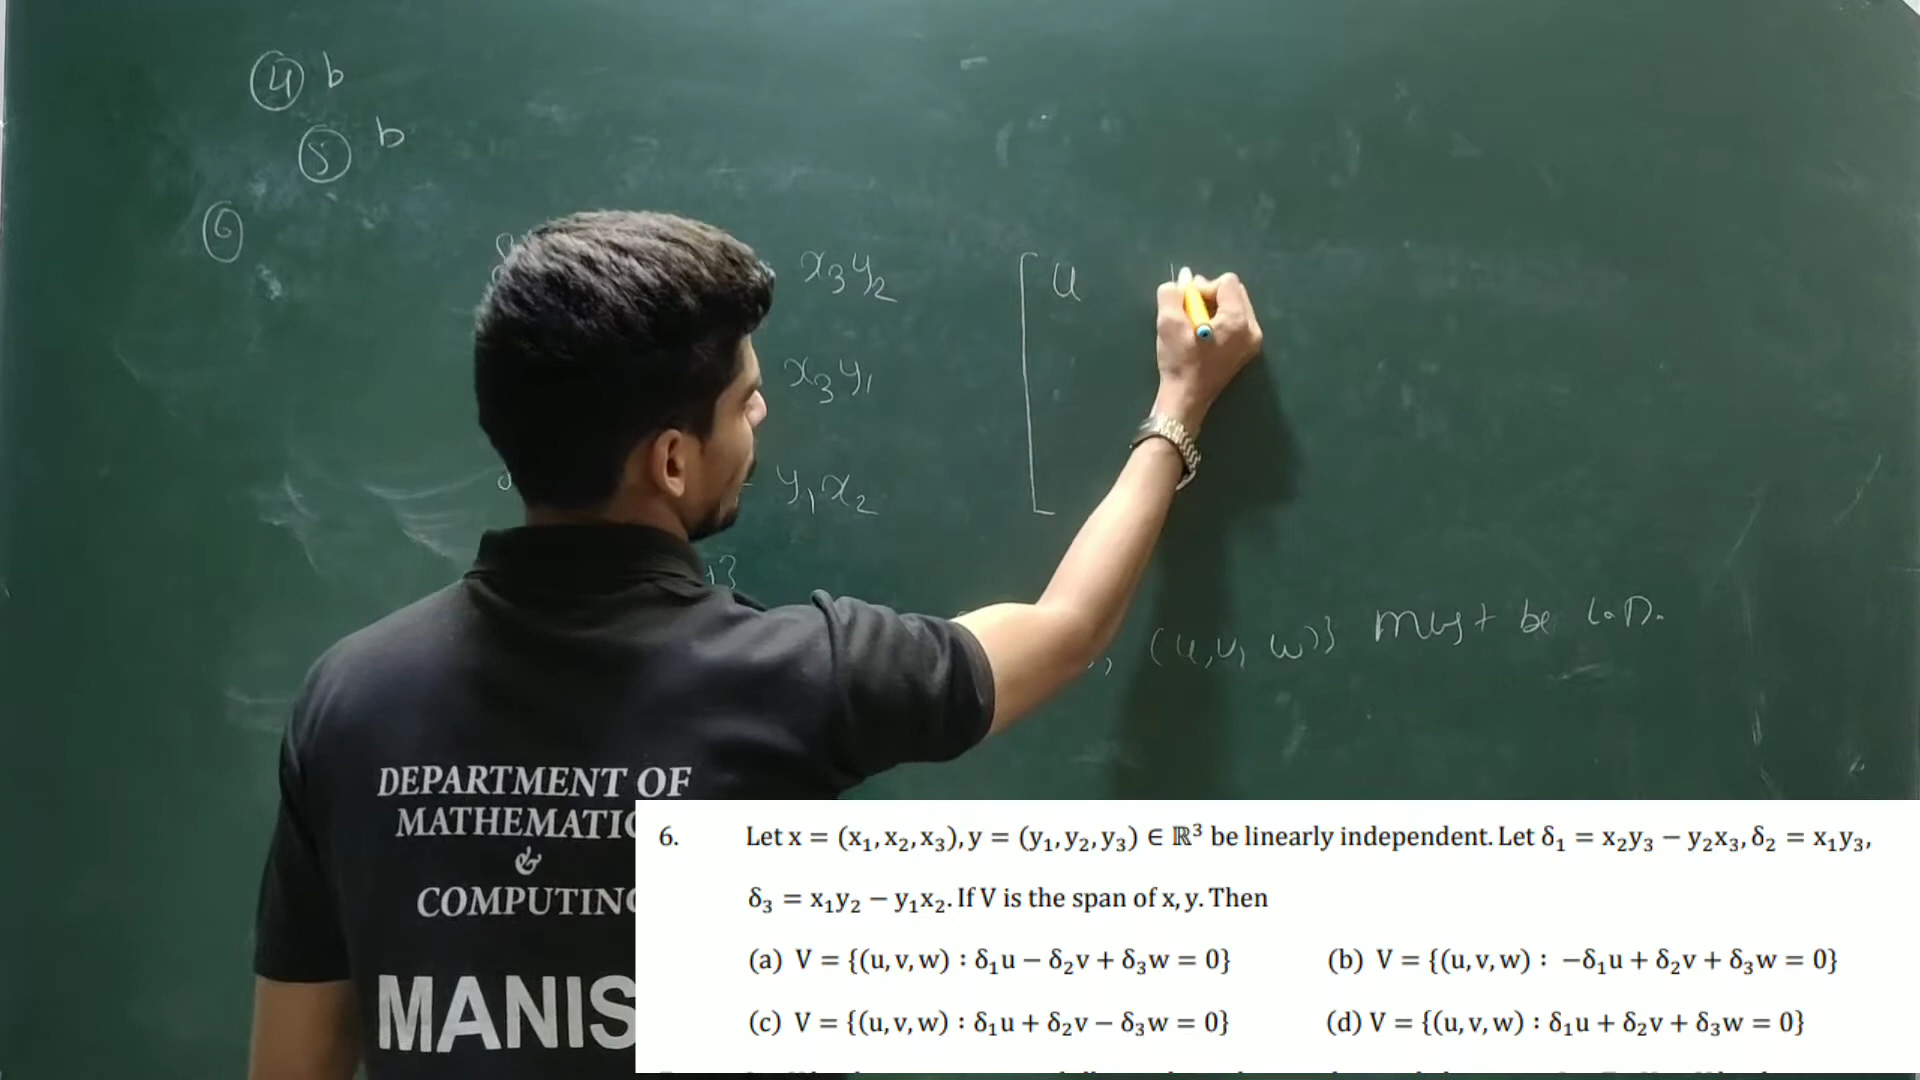 ④ b
⑤ b
⑥
x₃y₂ [ u
x₃y₁
- y₁x₂
(u, v, w)} must be L.D.
DEPARTMENT OF
MATHEMATIC
&
COMPUTING
MANIS
6. Let x = (x₁, x₂, x₃), y = (y₁, y₂, y₃) ∈ ℝ³ be linearly independent. Let δ₁ = x₂y₃ − y₂x₃, δ₂ = x₁y₃,
δ₃ = x₁y₂ − y₁x₂. If V is the span of x, y. Then
(a) V = {(u, v, w) : δ₁u − δ₂v + δ₃w = 0} (b) V = {(u, v, w) : −δ₁u + δ₂v + δ₃w = 0}
(c) V = {(u, v, w) : δ₁u + δ₂v − δ₃w = 0} (d) V = {(u, v, w) : δ₁u + δ₂v + δ₃w = 0}